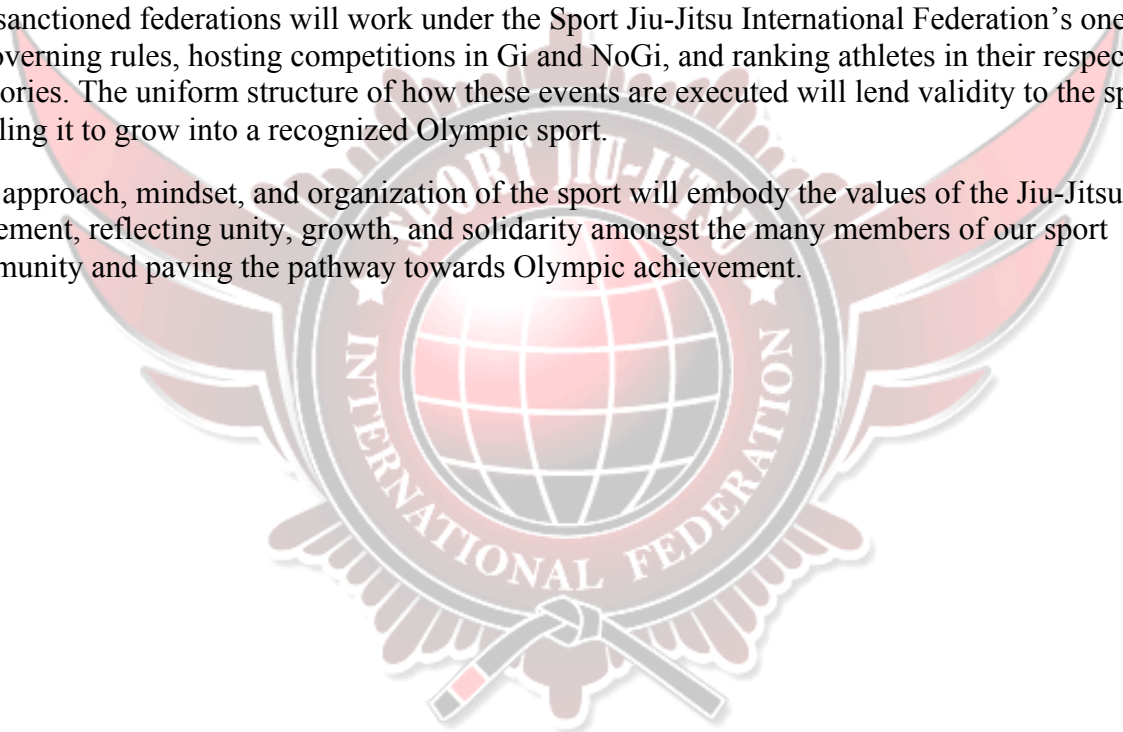 sanctioned federations will work under the Sport Jiu-Jitsu International Federation’s one
overning rules, hosting competitions in Gi and NoGi, and ranking athletes in their respec
ories. The uniform structure of how these events are executed will lend validity to the sp
ling it to grow into a recognized Olympic sport.
approach, mindset, and organization of the sport will embody the values of the Jiu-Jitsu
ement, reflecting unity, growth, and solidarity amongst the many members of our sport
munity and paving the pathway towards Olympic achievement.
SPORT JIU-JITSU
INTERNATIONAL FEDERATION